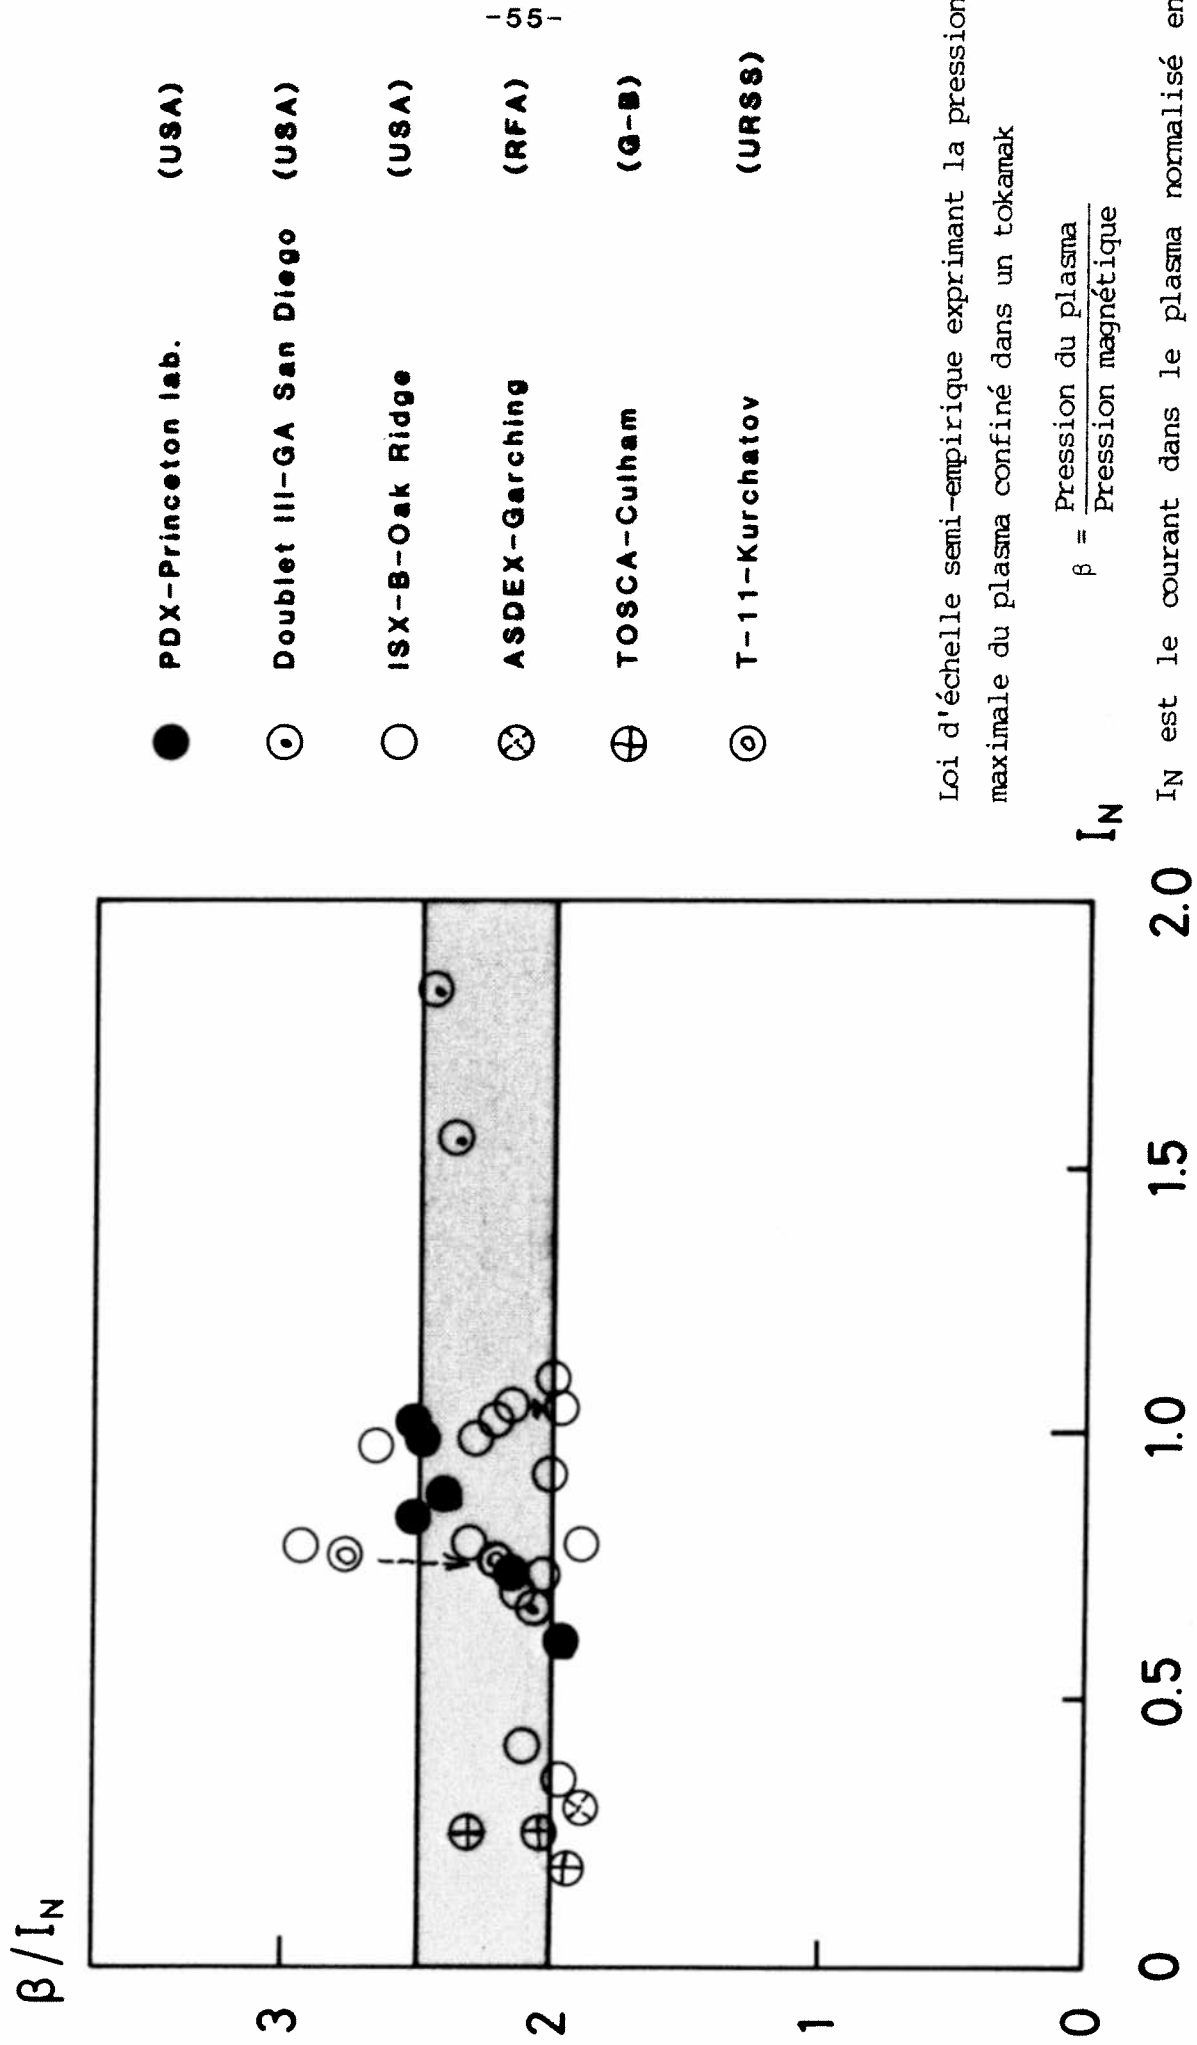 -55-
β/I_N
3
2
1
0
0
0.5
1.0
1.5
2.0
I_N
PDX-Princeton lab. (USA)
Doublet III-GA San Diego (USA)
ISX-B-Oak Ridge (USA)
ASDEX-Garching (RFA)
TOSCA-Culham (G-B)
T-11-Kurchatov (URSS)
Loi d'échelle semi-empirique exprimant la pression
maximale du plasma confiné dans un tokamak
β = Pression du plasma
Pression magnétique
I_N est le courant dans le plasma normalisé en